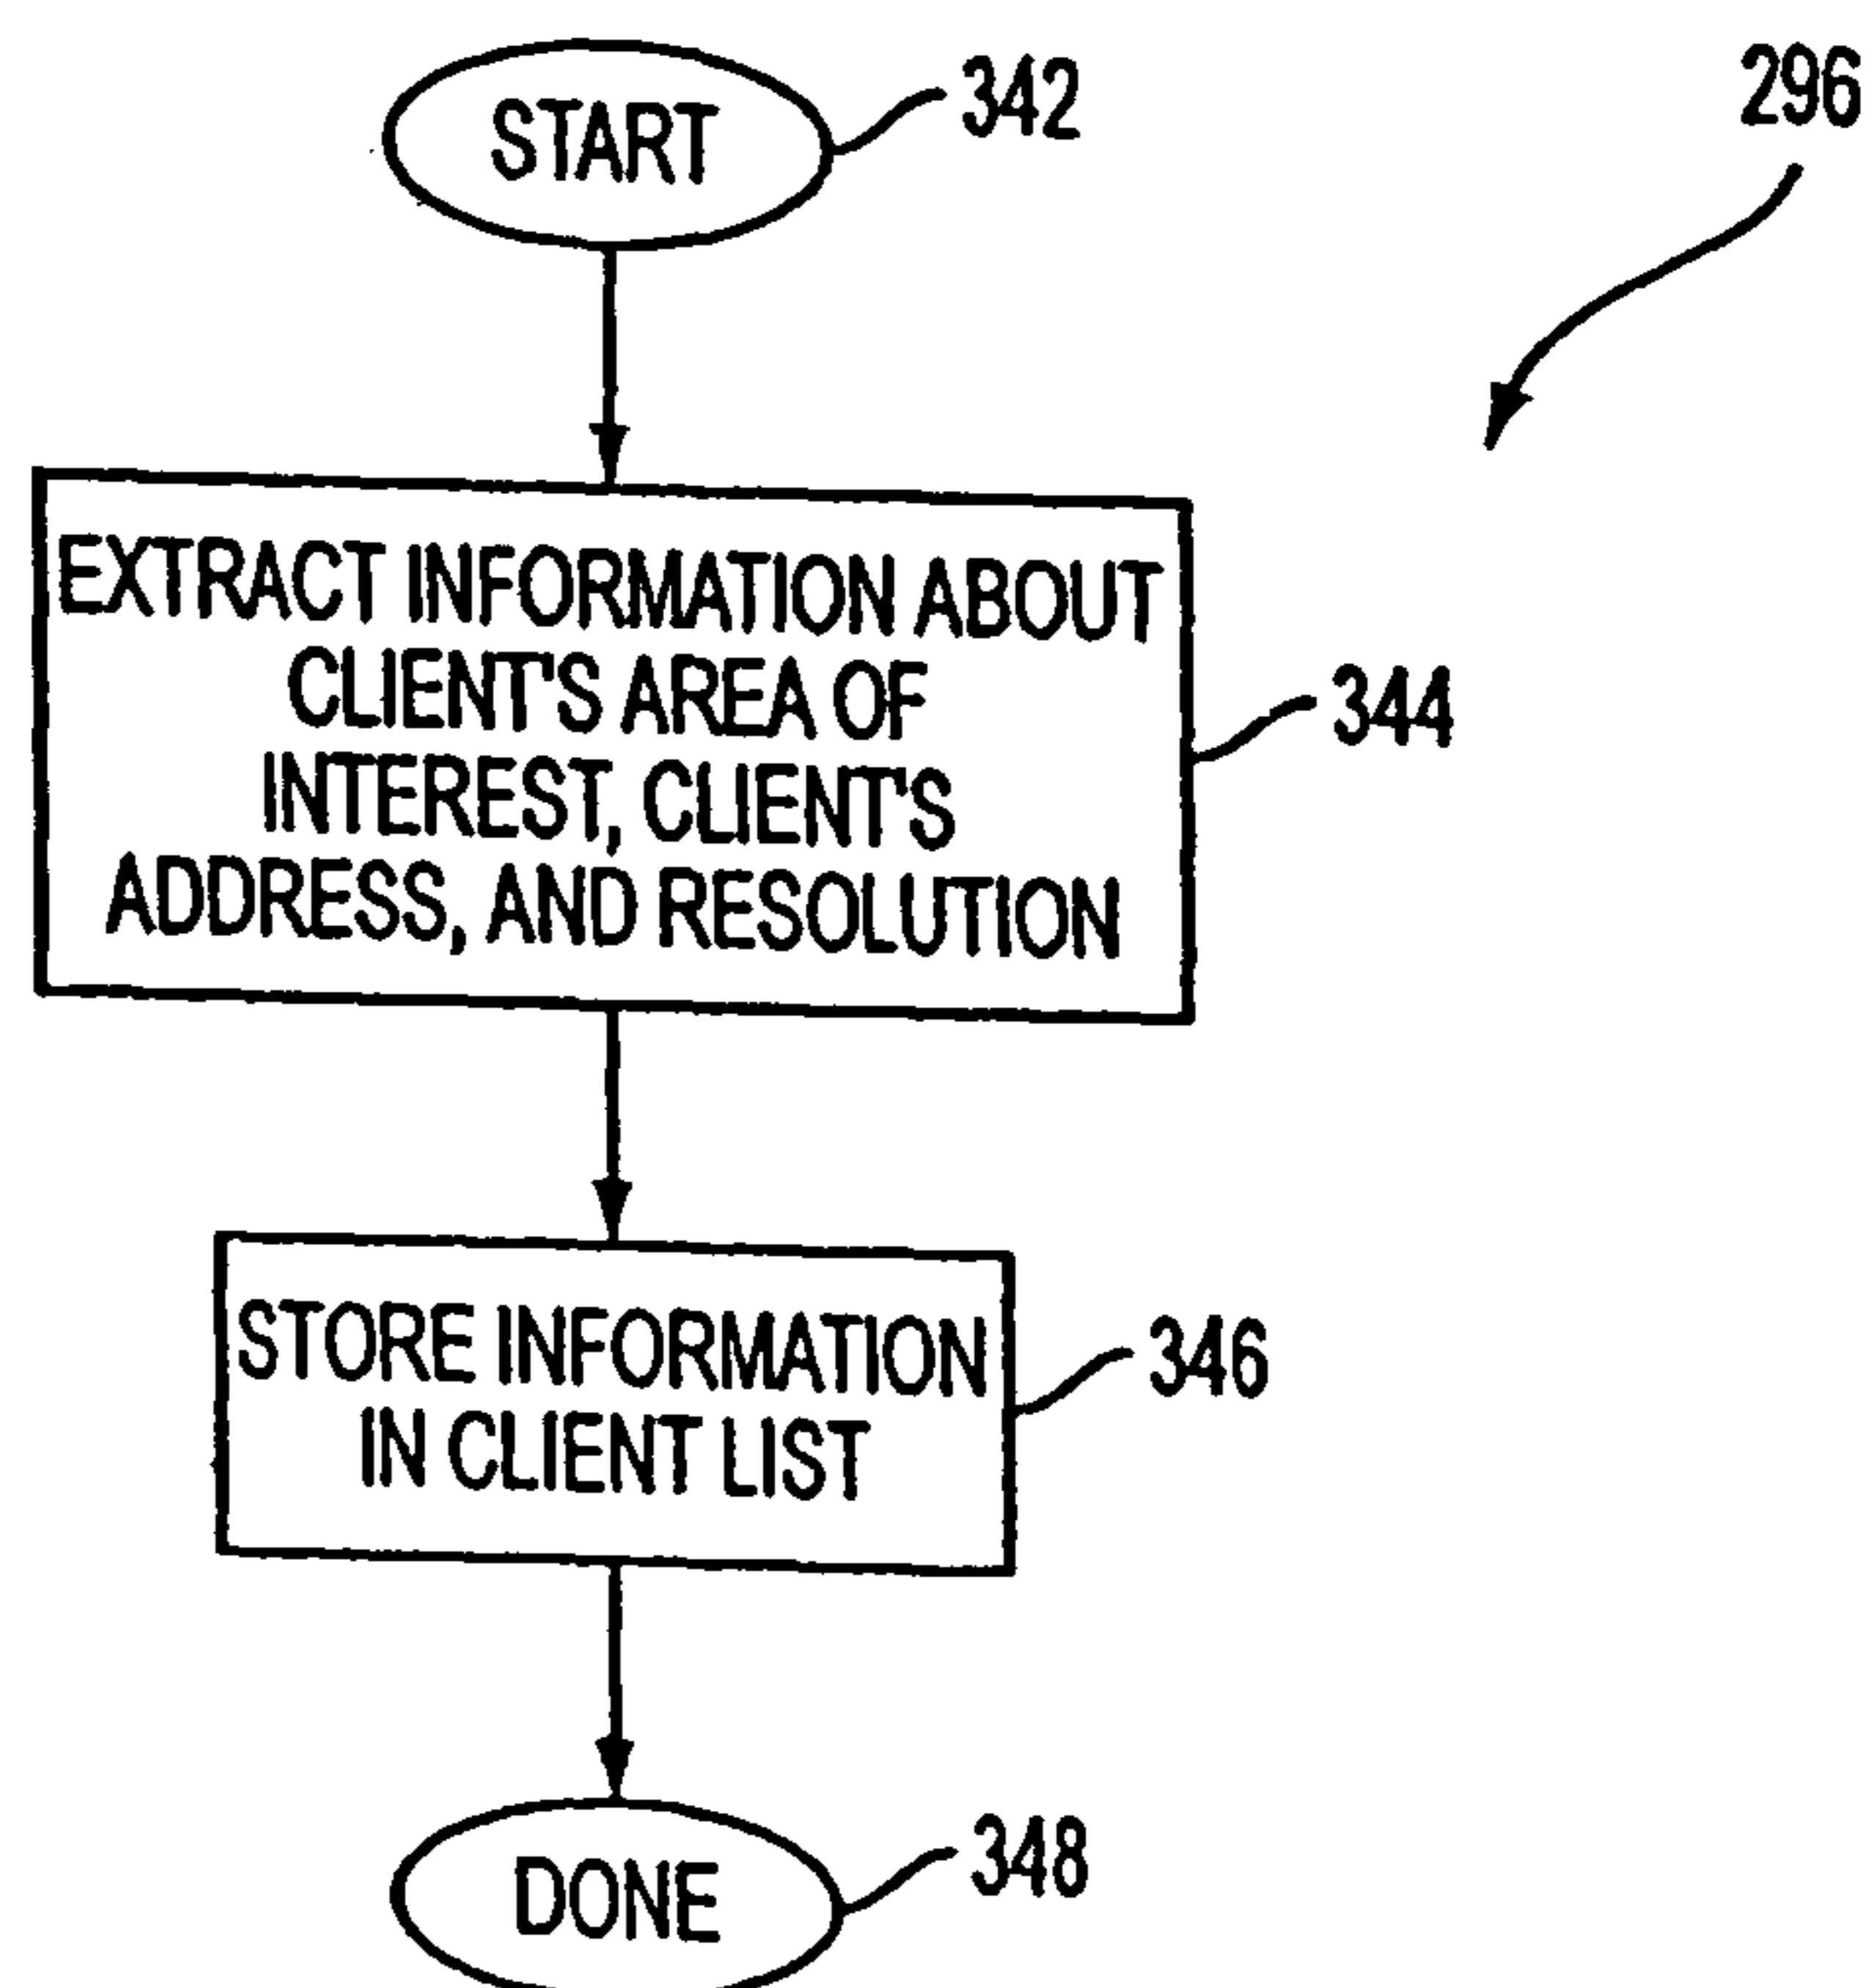 START
342
296
EXTRACT INFORMATION ABOUT
CLIENT'S AREA OF
INTEREST, CLIENT'S
ADDRESS, AND RESOLUTION
344
STORE INFORMATION
IN CLIENT LIST
346
DONE
348